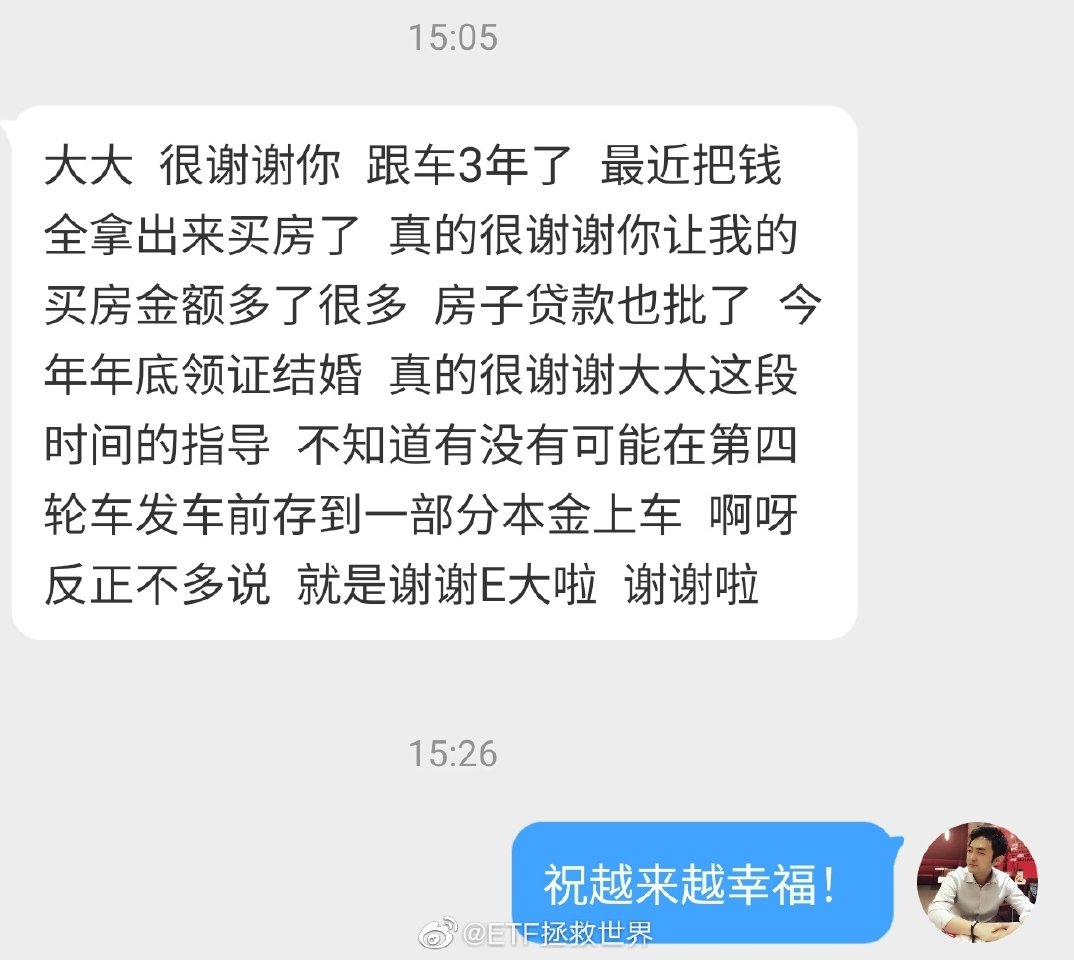 15:05
大大 很谢谢你 跟车3年了 最近把钱
全拿出来买房了 真的很谢谢你让我的
买房金额多了很多 房子贷款也批了 今
年年底领证结婚 真的很谢谢大大这段
时间的指导 不知道有没有可能在第四
轮车发车前存到一部分本金上车 啊呀
反正不多说 就是谢谢E大啦 谢谢啦
15:26
祝越来越幸福！
@ETF拯救世界